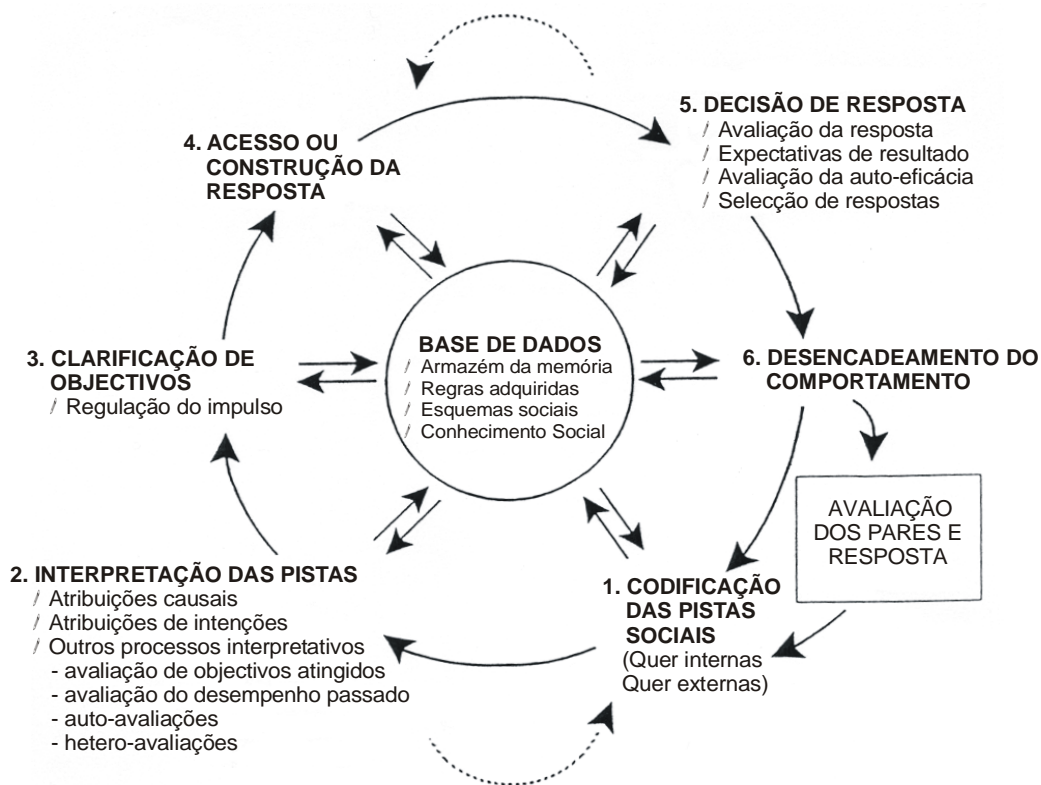 5. DECISÃO DE RESPOSTA
/ Avaliação da resposta
/ Expectativas de resultado
/ Avaliação da auto-eficácia
/ Selecção de respostas
4. ACESSO OU
CONSTRUÇÃO DA
RESPOSTA
BASE DE DADOS
/ Armazém da memória
/ Regras adquiridas
/ Esquemas sociais
/ Conhecimento Social
3. CLARIFICAÇÃO DE
OBJECTIVOS
/ Regulação do impulso
6. DESENCADEAMENTO DO
COMPORTAMENTO
AVALIAÇÃO
DOS PARES E
RESPOSTA
2. INTERPRETAÇÃO DAS PISTAS
/ Atribuições causais
/ Atribuições de intenções
/ Outros processos interpretativos
- avaliação de objectivos atingidos
- avaliação do desempenho passado
- auto-avaliações
- hetero-avaliações
1. CODIFICAÇÃO
DAS PISTAS
SOCIAIS
(Quer internas
Quer externas)